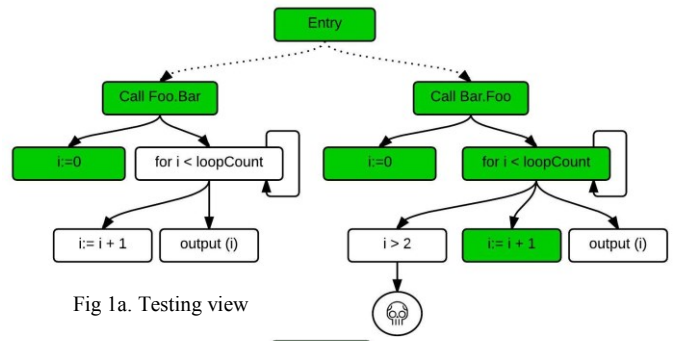 Entry
Call Foo.Bar
Call Bar.Foo
i:=0
for i < loopCount
i:=0
for i < loopCount
i:= i + 1
output (i)
i > 2
i:= i + 1
output (i)
Fig 1a. Testing view